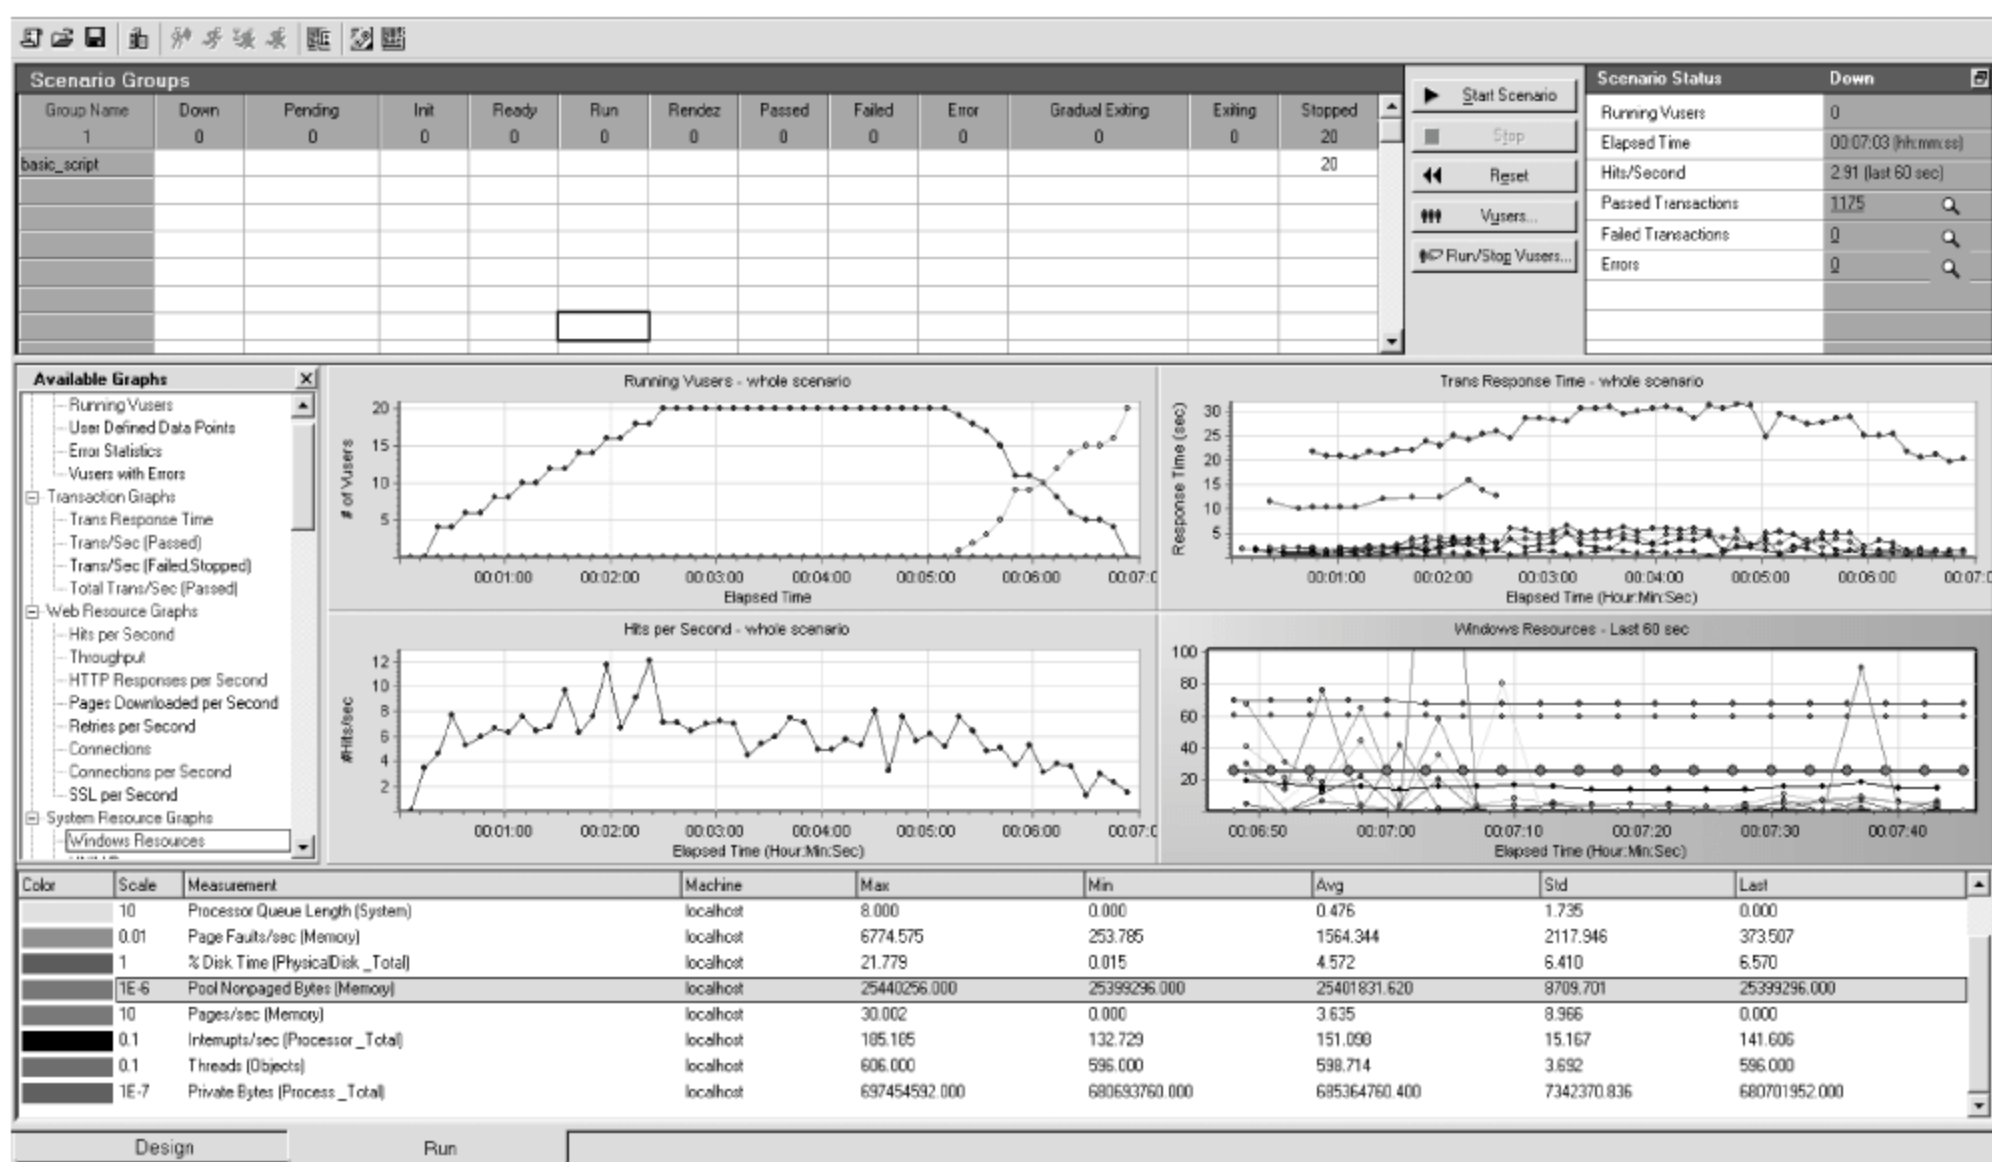 Scenario Groups
Group Name Down Pending Init Ready Run Rendez Passed Failed Error Gradual Exiting Exiting Stopped
1 0 0 0 0 0 0 0 0 0 0 0 20
basic_script 20
Start Scenario
Stop
Reset
Vusers...
Run/Stop Vusers...
Scenario Status Down
Running Vusers 0
Elapsed Time 00:07:03 (hh:mm:ss)
Hits/Second 2.91 (last 60 sec)
Passed Transactions 1175
Failed Transactions 0
Errors 0
Available Graphs
Running Vusers
User Defined Data Points
Error Statistics
Vusers with Errors
Transaction Graphs
Trans Response Time
Trans/Sec (Passed)
Trans/Sec (Failed,Stopped)
Total Trans/Sec (Passed)
Web Resource Graphs
Hits per Second
Throughput
HTTP Responses per Second
Pages Downloaded per Second
Retries per Second
Connections
Connections per Second
SSL per Second
System Resource Graphs
Windows Resources
Running Vusers - whole scenario
# of Vusers
20
15
10
5
00:01:00 00:02:00 00:03:00 00:04:00 00:05:00 00:06:00 00:07:0
Elapsed Time
Trans Response Time - whole scenario
Response Time (sec)
30
25
20
15
10
5
00:01:00 00:02:00 00:03:00 00:04:00 00:05:00 00:06:00 00:07:0
Elapsed Time (Hour:Min:Sec)
Hits per Second - whole scenario
#Hits/sec
12
10
8
6
4
2
00:01:00 00:02:00 00:03:00 00:04:00 00:05:00 00:06:00 00:07:0
Elapsed Time (Hour:Min:Sec)
Windows Resources - Last 60 sec
100
80
60
40
20
00:06:50 00:07:00 00:07:10 00:07:20 00:07:30 00:07:40
Elapsed Time (Hour:Min:Sec)
Color Scale Measurement Machine Max Min Avg Std Last
10 Processor Queue Length (System) localhost 8.000 0.000 0.476 1.735 0.000
0.01 Page Faults/sec (Memory) localhost 6774.575 253.785 1564.344 2117.946 373.507
1 % Disk Time (PhysicalDisk _Total) localhost 21.779 0.015 4.572 6.410 6.570
1E-6 Pool Nonpaged Bytes (Memory) localhost 25440256.000 25399296.000 25401831.620 8709.701 25399296.000
10 Pages/sec (Memory) localhost 30.002 0.000 3.635 8.966 0.000
0.1 Interrupts/sec (Processor _Total) localhost 185.185 132.729 151.098 15.167 141.606
0.1 Threads (Objects) localhost 606.000 596.000 598.714 3.692 596.000
1E-7 Private Bytes (Process _Total) localhost 697454592.000 680693760.000 685364760.400 7342370.836 680701952.000
Design Run